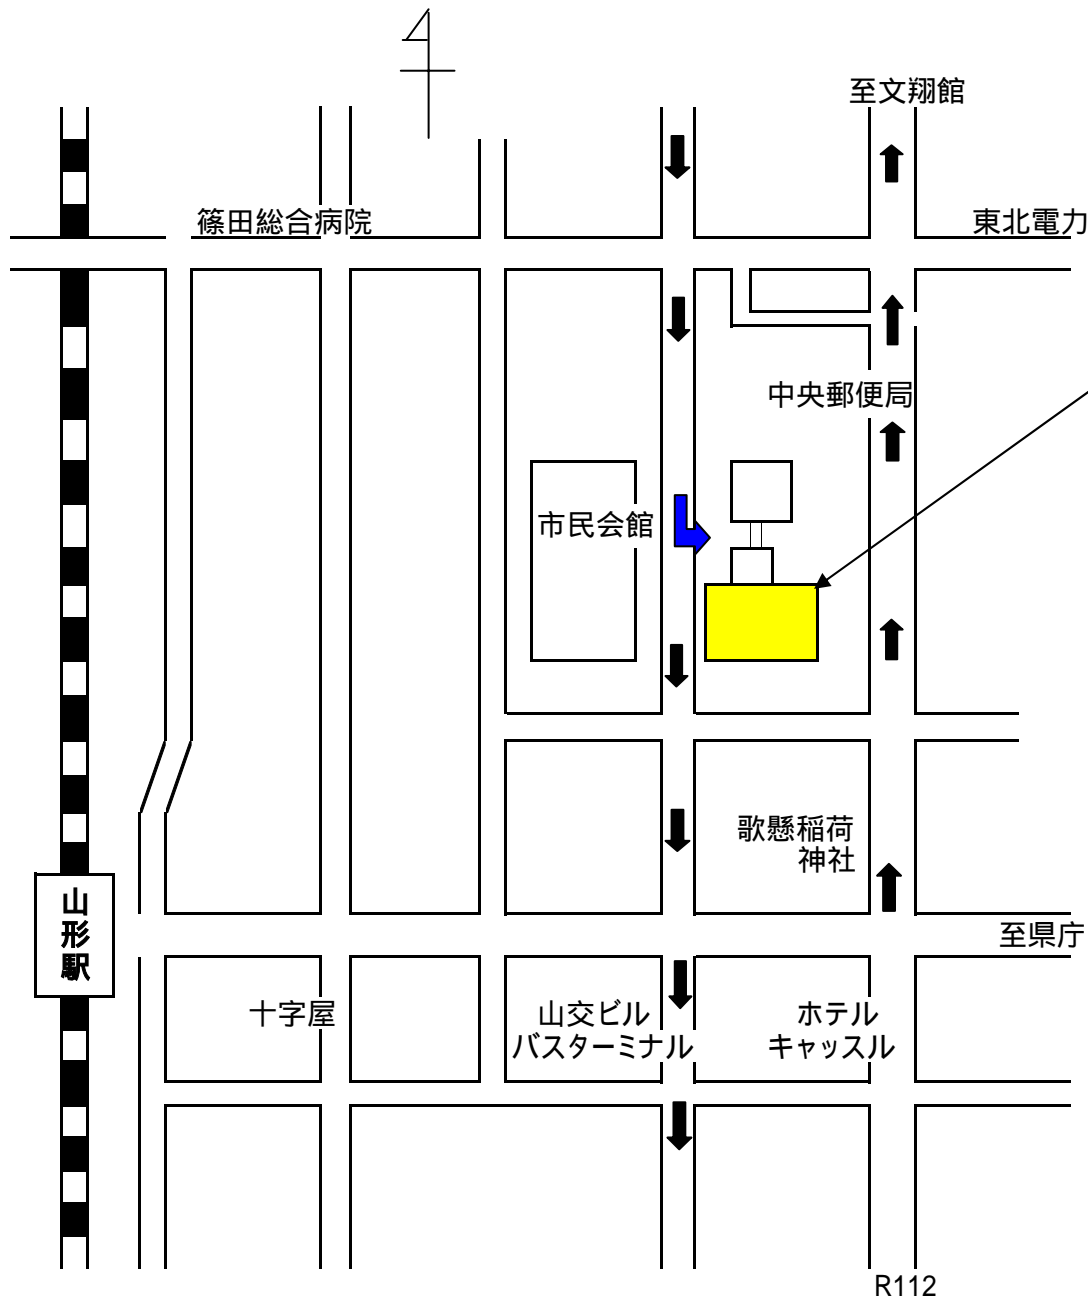 至文翔館
篠田総合病院
東北電力
中央郵便局
市民会館
歌懸稲荷
神社
山形駅
至県庁
十字屋
山交ビル
バスターミナル
ホテル
キャッスル
R112